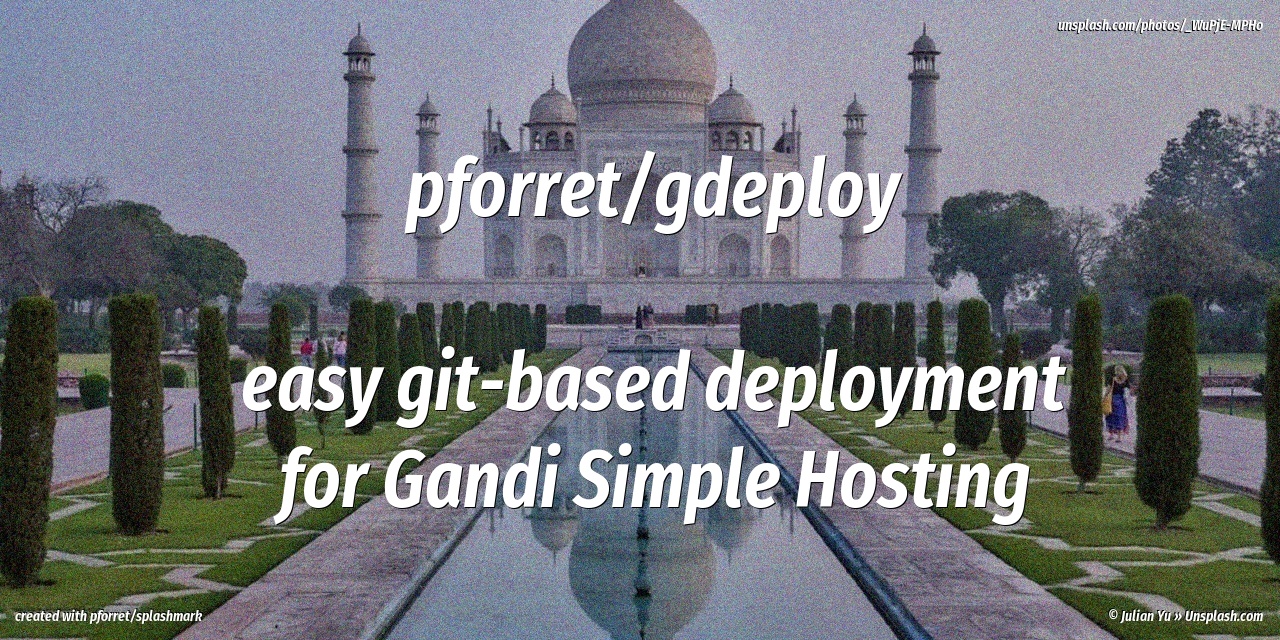 unsplash.com/photos/_WuPjE-MPHo
pforret/gdeploy
easy git-based deployment
for Gandi Simple Hosting
created with pforret/splashmark
© Julian Yu » Unsplash.com